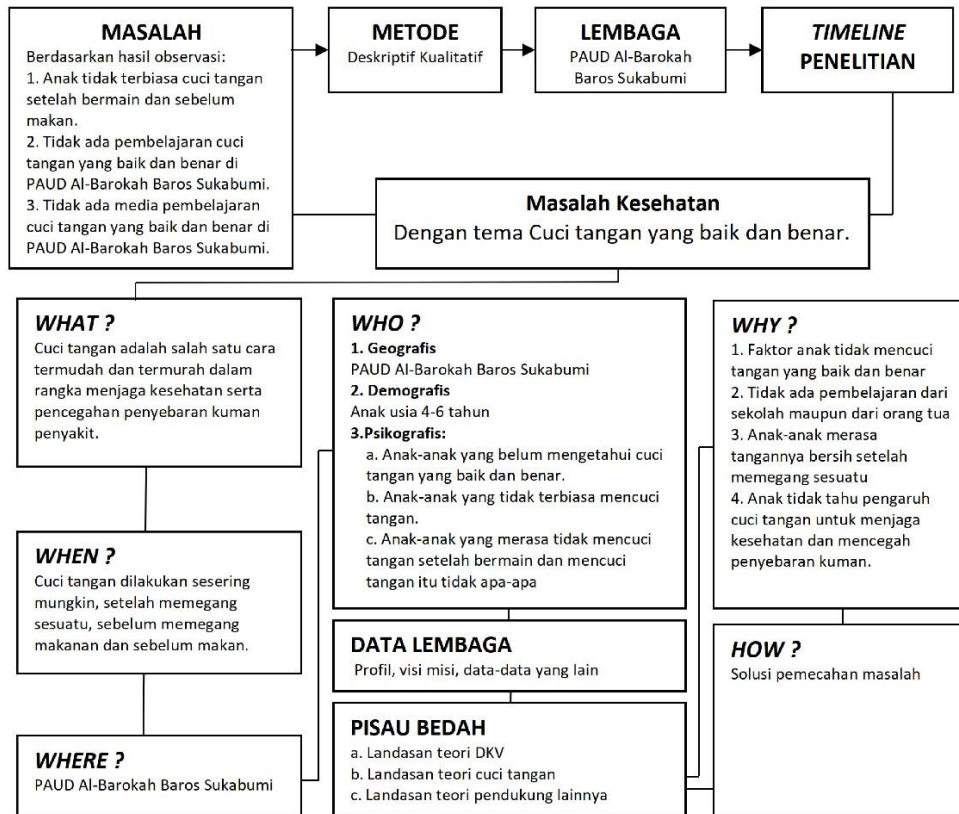 MASALAH
Berdasarkan hasil observasi:
1. Anak tidak terbiasa cuci tangan
setelah bermain dan sebelum
makan.
2. Tidak ada pembelajaran cuci
tangan yang baik dan benar di
PAUD Al-Barokah Baros Sukabumi.
3. Tidak ada media pembelajaran
cuci tangan yang baik dan benar di
PAUD Al-Barokah Baros Sukabumi.
METODE
Deskriptif Kualitatif
LEMBAGA
PAUD Al-Barokah
Baros Sukabumi
TIMELINE
PENELITIAN
Masalah Kesehatan
Dengan tema Cuci tangan yang baik dan benar.
WHAT ?
Cuci tangan adalah salah satu cara
termudah dan termurah dalam
rangka menjaga kesehatan serta
pencegahan penyebaran kuman
penyakit.
WHEN ?
Cuci tangan dilakukan sesering
mungkin, setelah memegang
sesuatu, sebelum memegang
makanan dan sebelum makan.
WHERE ?
PAUD Al-Barokah Baros Sukabumi
WHO ?
1. Geografis
PAUD Al-Barokah Baros Sukabumi
2. Demografis
Anak usia 4-6 tahun
3.Psikografis:
a. Anak-anak yang belum mengetahui cuci
tangan yang baik dan benar.
b. Anak-anak yang tidak terbiasa mencuci
tangan.
c. Anak-anak yang merasa tidak mencuci
tangan setelah bermain dan mencuci
tangan itu tidak apa-apa
DATA LEMBAGA
Profil, visi misi, data-data yang lain
PISAU BEDAH
a. Landasan teori DKV
b. Landasan teori cuci tangan
c. Landasan teori pendukung lainnya
WHY ?
1. Faktor anak tidak mencuci
tangan yang baik dan benar
2. Tidak ada pembelajaran dari
sekolah maupun dari orang tua
3. Anak-anak merasa
tangannya bersih setelah
memegang sesuatu
4. Anak tidak tahu pengaruh
cuci tangan untuk menjaga
kesehatan dan mencegah
penyebaran kuman.
HOW ?
Solusi pemecahan masalah